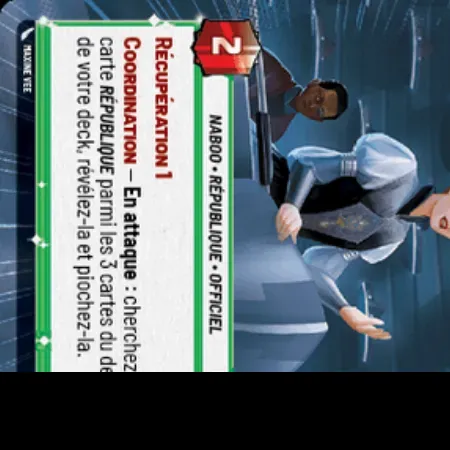 2
NABOO • RÉPUBLIQUE • OFFICIEL
RÉCUPÉRATION 1
COORDINATION – En attaque : cherchez
carte RÉPUBLIQUE parmi les 3 cartes du
de votre deck, révélez-la et piochez-la.
MAXINE VEE